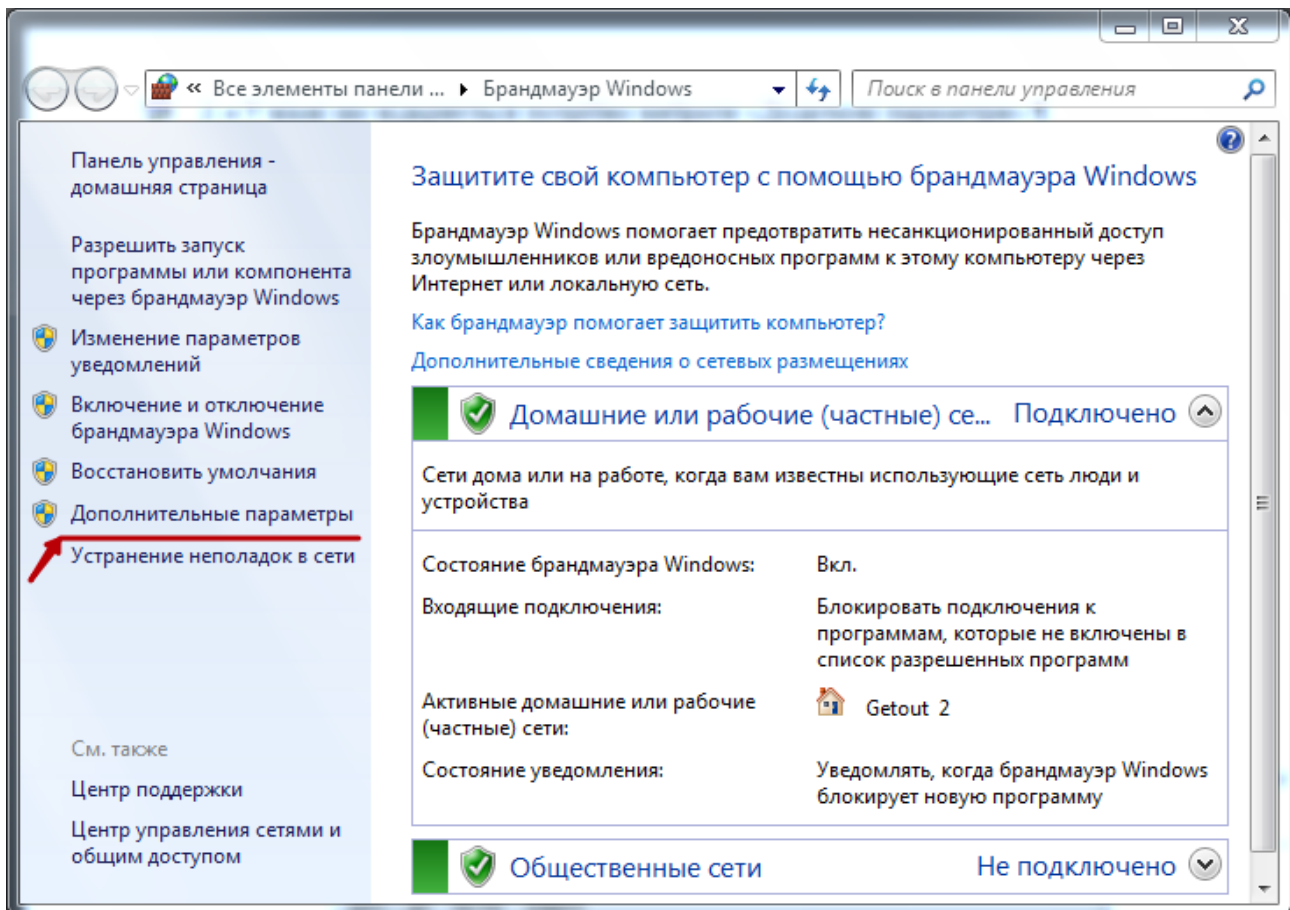 « Все элементы панели ... Брандмауэр Windows
Поиск в панели управления
Панель управления -
домашняя страница
Разрешить запуск
программы или компонента
через брандмауэр Windows
Изменение параметров
уведомлений
Включение и отключение
брандмауэра Windows
Восстановить умолчания
Дополнительные параметры
Устранение неполадок в сети
См. также
Центр поддержки
Центр управления сетями и
общим доступом
Защитите свой компьютер с помощью брандмауэра Windows
Брандмауэр Windows помогает предотвратить несанкционированный доступ
злоумышленников или вредоносных программ к этому компьютеру через
Интернет или локальную сеть.
Как брандмауэр помогает защитить компьютер?
Дополнительные сведения о сетевых размещениях
Домашние или рабочие (частные) се... Подключено
Сети дома или на работе, когда вам известны использующие сеть люди и
устройства
Состояние брандмауэра Windows: Вкл.
Входящие подключения: Блокировать подключения к
программам, которые не включены в
список разрешенных программ
Активные домашние или рабочие
(частные) сети: Getout 2
Состояние уведомления: Уведомлять, когда брандмауэр Windows
блокирует новую программу
Общественные сети Не подключено